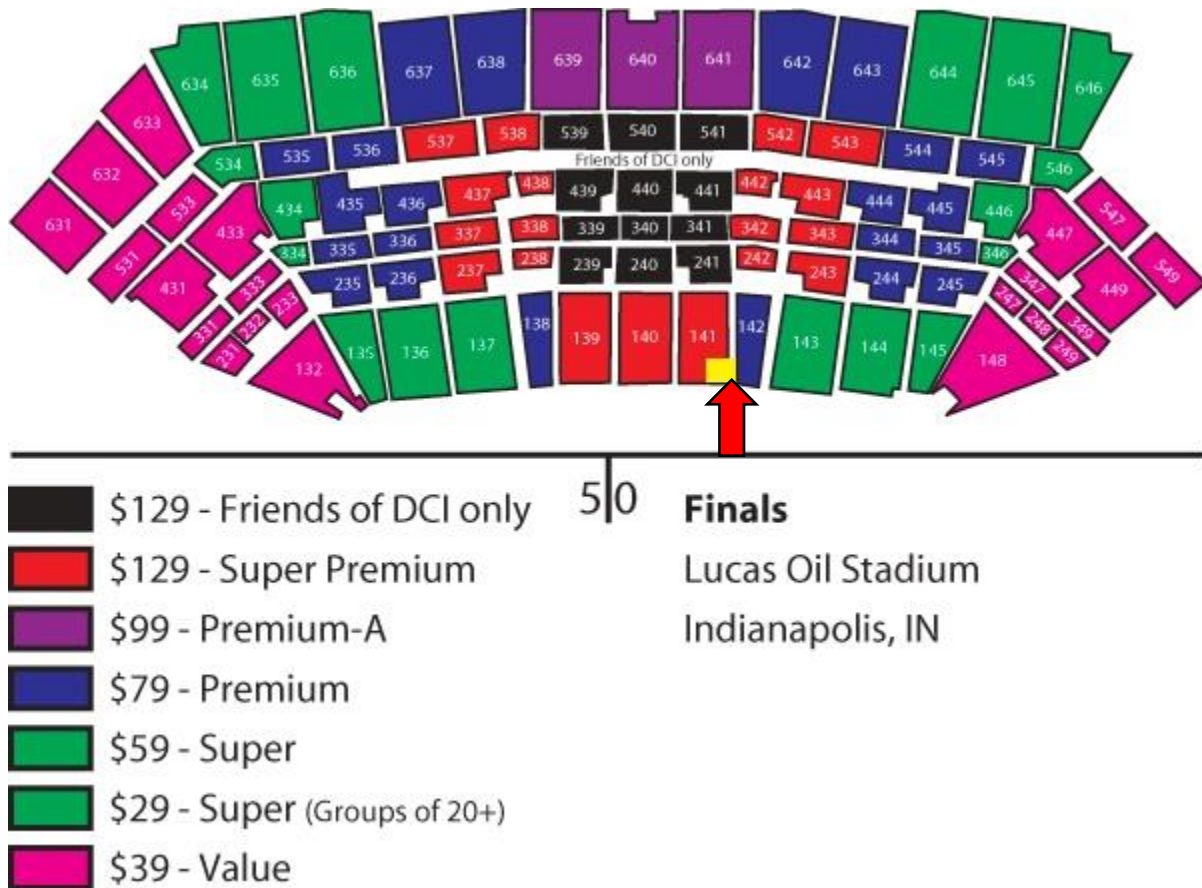 634 635 636 637 638 639 640 641 642 643 644 645 646
633 534 535 536 537 538 539 540 541 542 543 544 545 546
Friends of DCI only
632 533 434 435 436 437 438 439 440 441 442 443 444 445 446 547
631 531 433 334 335 336 337 338 339 340 341 342 343 344 345 346 447 549
431 333 233 235 236 237 238 239 240 241 242 243 244 245 247 347 449
331 232 231 132 135 136 137 138 139 140 141 142 143 144 145 148 248 249 349
5 0
$129 - Friends of DCI only
$129 - Super Premium
$99 - Premium-A
$79 - Premium
$59 - Super
$29 - Super (Groups of 20+)
$39 - Value
Finals
Lucas Oil Stadium
Indianapolis, IN